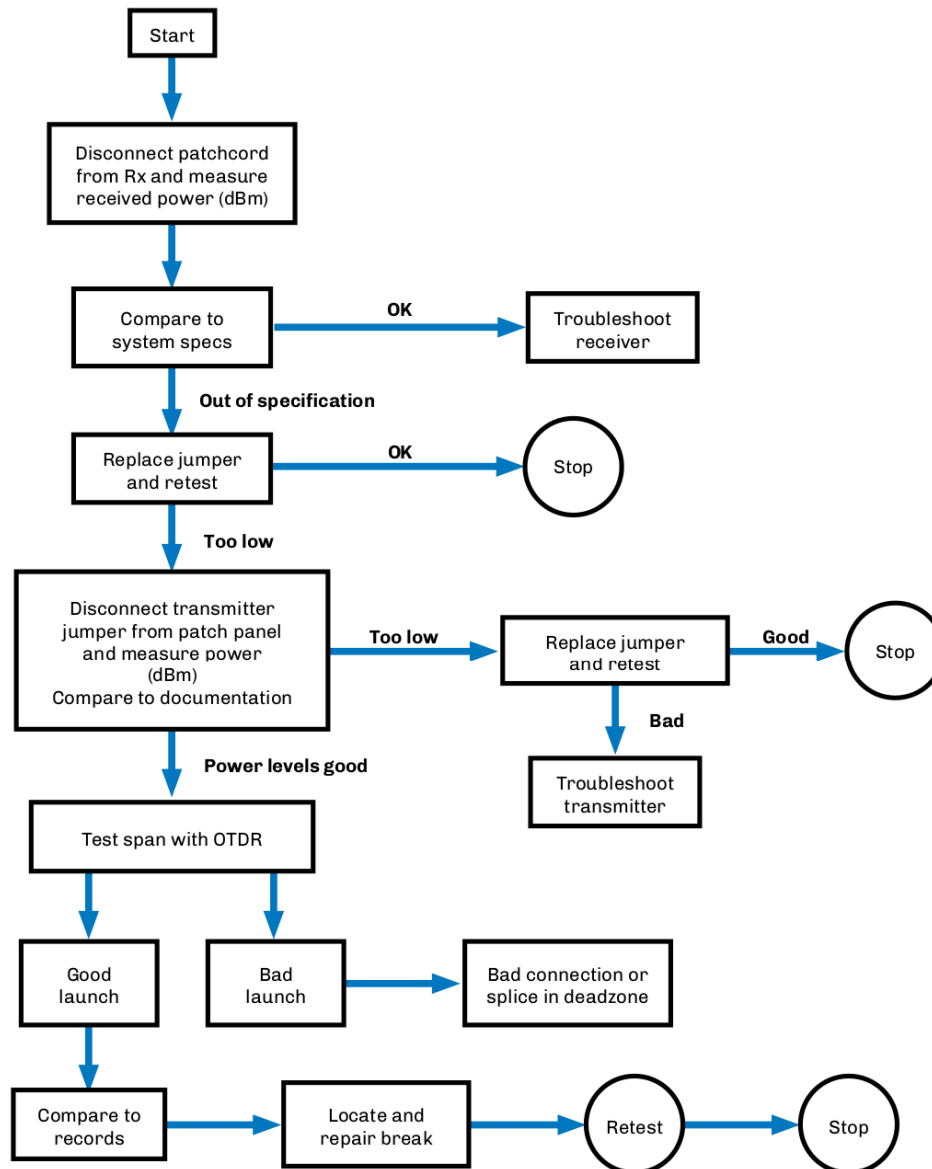 Start
Disconnect patchcord
from Rx and measure
received power (dBm)
Compare to
system specs
OK
Troubleshoot
receiver
Out of specification
Replace jumper
and retest
OK
Stop
Too low
Disconnect transmitter
jumper from patch panel
and measure power
(dBm)
Compare to documentation
Too low
Replace jumper
and retest
Good
Stop
Bad
Troubleshoot
transmitter
Power levels good
Test span with OTDR
Good
launch
Bad
launch
Bad connection or
splice in deadzone
Compare to
records
Locate and
repair break
Retest
Stop